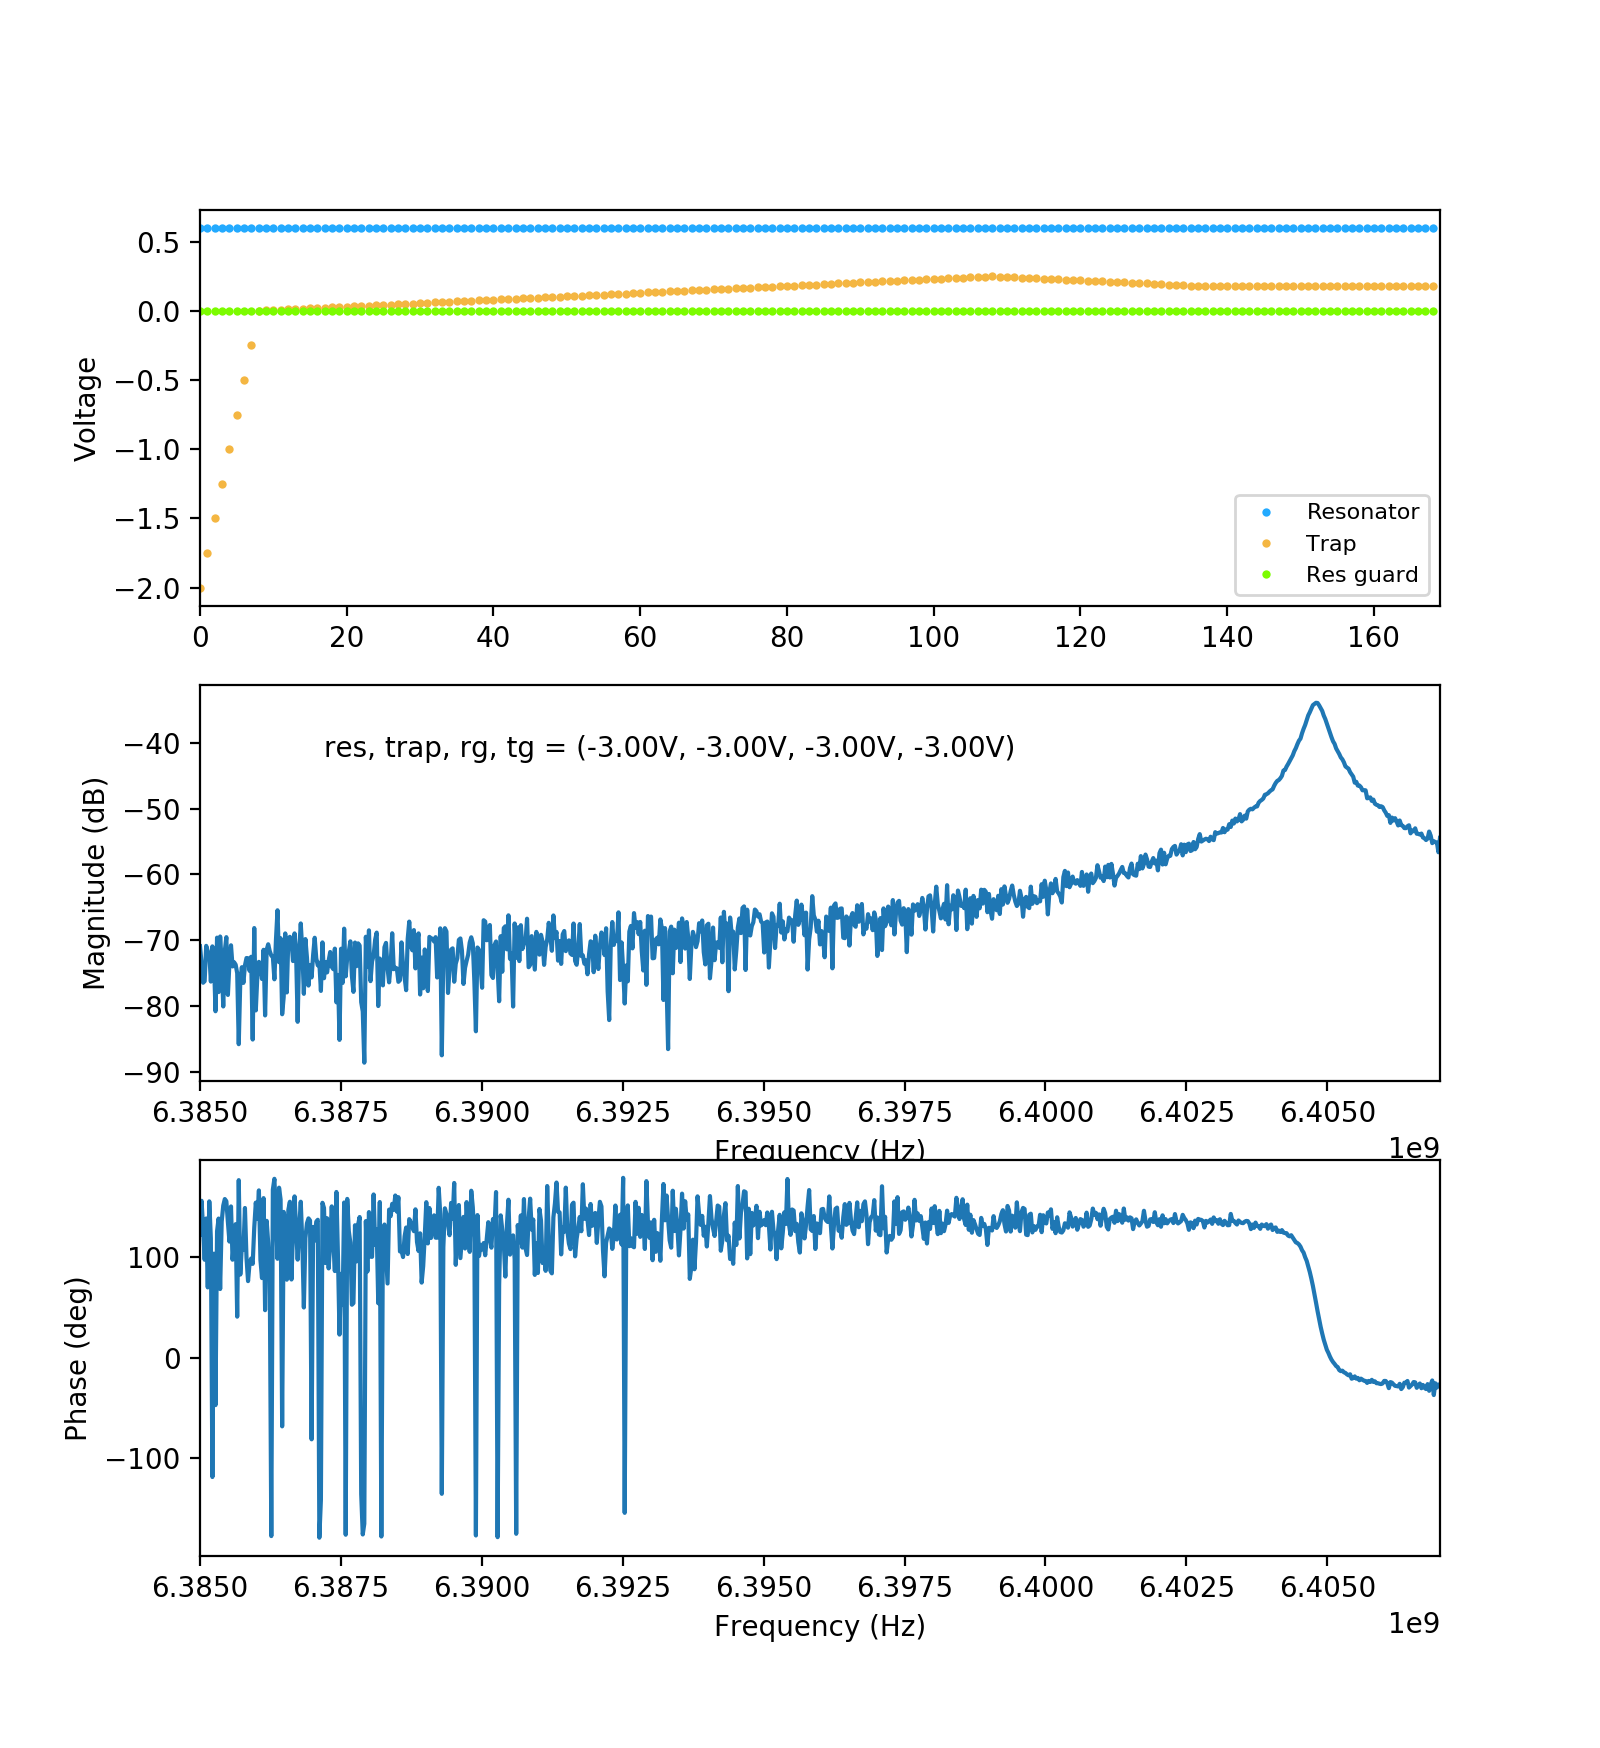 0.5
0.0
−0.5
−1.0
−1.5
−2.0
Voltage
Resonator
Trap
Res guard
0 20 40 60 80 100 120 140 160
res, trap, rg, tg = (-3.00V, -3.00V, -3.00V, -3.00V)
−40
−50
−60
−70
−80
−90
Magnitude (dB)
6.3850 6.3875 6.3900 6.3925 6.3950 6.3975 6.4000 6.4025 6.4050
Frequency (Hz)
1e9
100
0
−100
Phase (deg)
6.3850 6.3875 6.3900 6.3925 6.3950 6.3975 6.4000 6.4025 6.4050
Frequency (Hz)
1e9